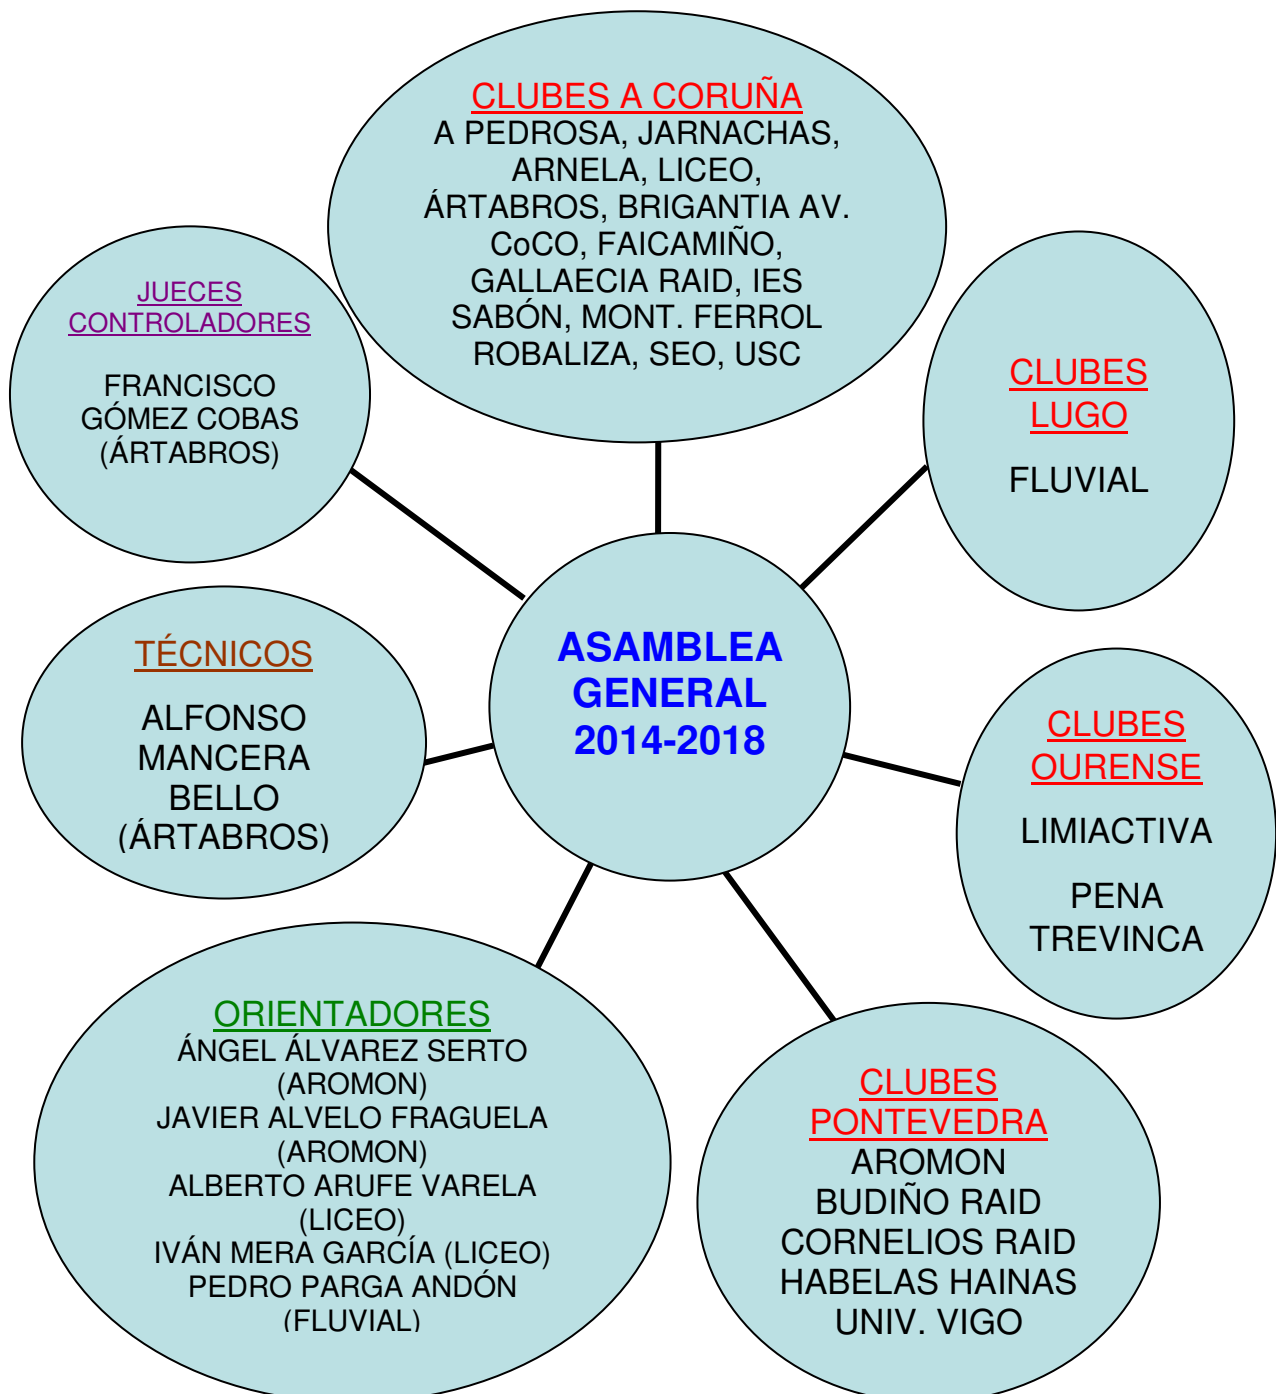 CLUBES A CORUÑA
A PEDROSA, JARNACHAS,
ARNELA, LICEO,
ÁRTABROS, BRIGANTIA AV.
CoCO, FAICAMIÑO,
GALLAECIA RAID, IES
SABÓN, MONT. FERROL
ROBALIZA, SEO, USC
JUECES
CONTROLADORES
FRANCISCO
GÓMEZ COBAS
(ÁRTABROS)
CLUBES
LUGO
FLUVIAL
ASAMBLEA
GENERAL
2014-2018
TÉCNICOS
ALFONSO
MANCERA
BELLO
(ÁRTABROS)
CLUBES
OURENSE
LIMIACTIVA
PENA
TREVINCA
ORIENTADORES
ÁNGEL ÁLVAREZ SERTO
(AROMON)
JAVIER ALVELO FRAGUELA
(AROMON)
ALBERTO ARUFE VARELA
(LICEO)
IVÁN MERA GARCÍA (LICEO)
PEDRO PARGA ANDÓN
(FLUVIAL)
CLUBES
PONTEVEDRA
AROMON
BUDIÑO RAID
CORNELIOS RAID
HABELAS HAINAS
UNIV. VIGO